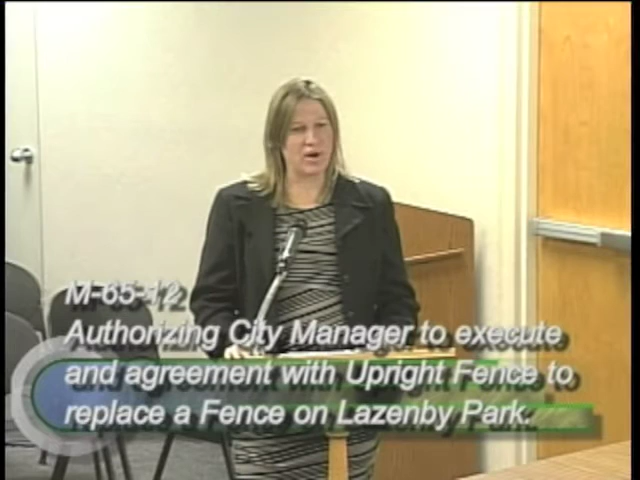 M-65-12
Authorizing City Manager to execute
and agreement with Upright Fence to
replace a Fence on Lazenby Park.